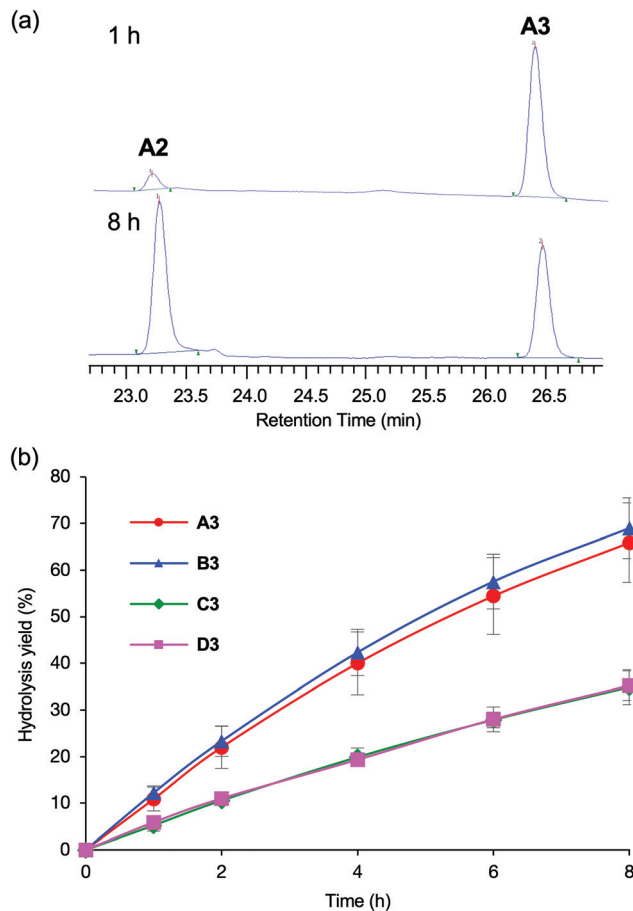 (a)
1 h
A3
A2
8 h
23.0 23.5 24.0 24.5 25.0 25.5 26.0 26.5
Retention Time (min)
(b)
80
70
60
50
40
30
20
10
0
Hydrolysis yield (%)
A3
B3
C3
D3
0 2 4 6 8
Time (h)